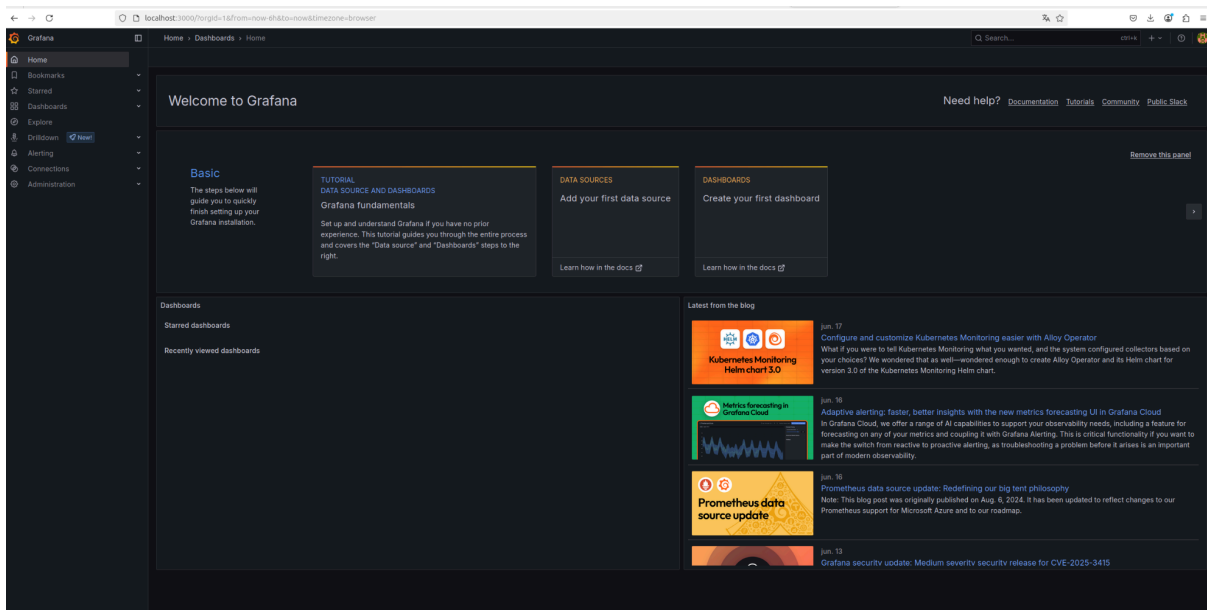 localhost:3000/?orgId=1&from=now-6h&to=now&timezone=browser
Grafana
Home › Dashboards › Home
Search...
ctrl+k
Home
Bookmarks
Starred
Dashboards
Explore
Drilldown
New!
Alerting
Connections
Administration
Welcome to Grafana
Need help?
Documentation
Tutorials
Community
Public Slack
Remove this panel
Basic
The steps below will
guide you to quickly
finish setting up your
Grafana installation.
TUTORIAL
DATA SOURCE AND DASHBOARDS
Grafana fundamentals
Set up and understand Grafana if you have no prior
experience. This tutorial guides you through the entire process
and covers the “Data source” and “Dashboards” steps to the
right.
DATA SOURCES
Add your first data source
Learn how in the docs
DASHBOARDS
Create your first dashboard
Learn how in the docs
Dashboards
Starred dashboards
Recently viewed dashboards
Latest from the blog
HELM
Kubernetes Monitoring
Helm chart 3.0
jun. 17
Configure and customize Kubernetes Monitoring easier with Alloy Operator
What if you were to tell Kubernetes Monitoring what you wanted, and the system configured collectors based on
your choices? We wondered that as well—wondered enough to create Alloy Operator and its Helm chart for
version 3.0 of the Kubernetes Monitoring Helm chart.
Metrics forecasting in
Grafana Cloud
jun. 16
Adaptive alerting: faster, better insights with the new metrics forecasting UI in Grafana Cloud
In Grafana Cloud, we offer a range of AI capabilities to support your observability needs, including a feature for
forecasting on any of your metrics and coupling it with Grafana Alerting. This is critical functionality if you want to
make the switch from reactive to proactive alerting, as troubleshooting a problem before it arises is an important
part of modern observability.
Prometheus data
source update
jun. 16
Prometheus data source update: Redefining our big tent philosophy
Note: This blog post was originally published on Aug. 6, 2024. It has been updated to reflect changes to our
Prometheus support for Microsoft Azure and to our roadmap.
jun. 13
Grafana security update: Medium severity security release for CVE-2025-3415